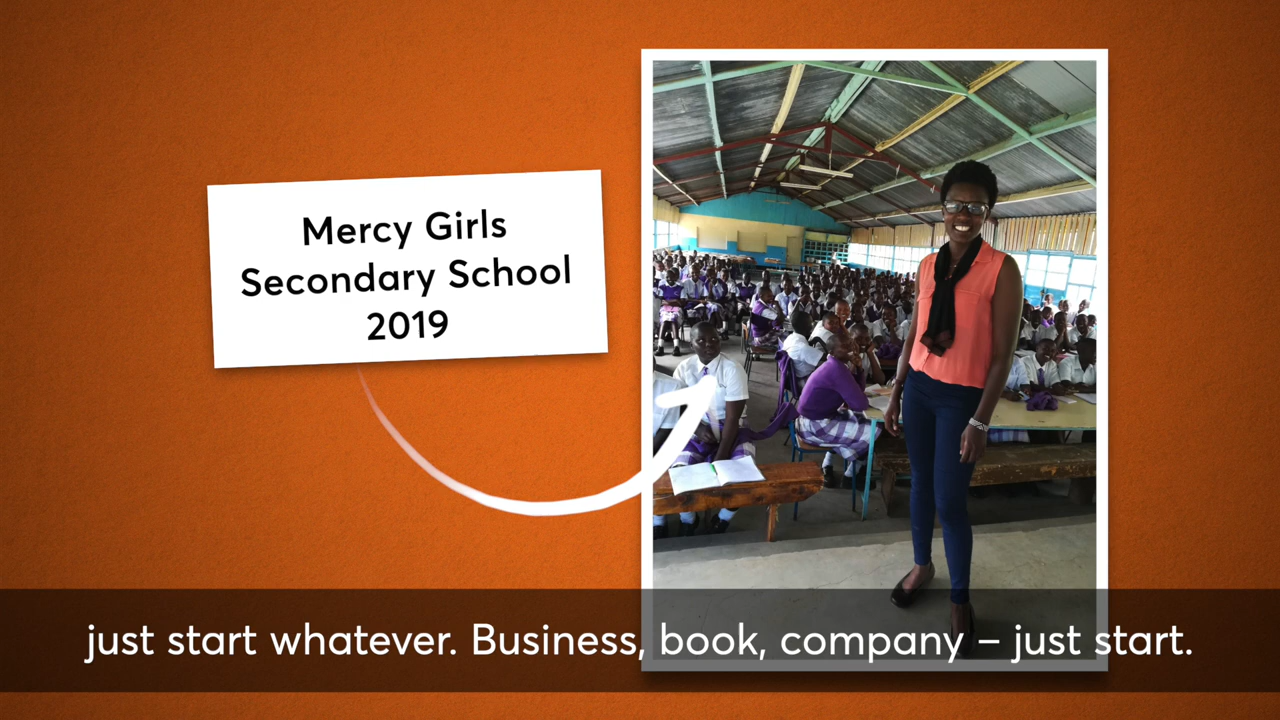 Mercy Girls
Secondary School
2019
just start whatever. Business, book, company – just start.